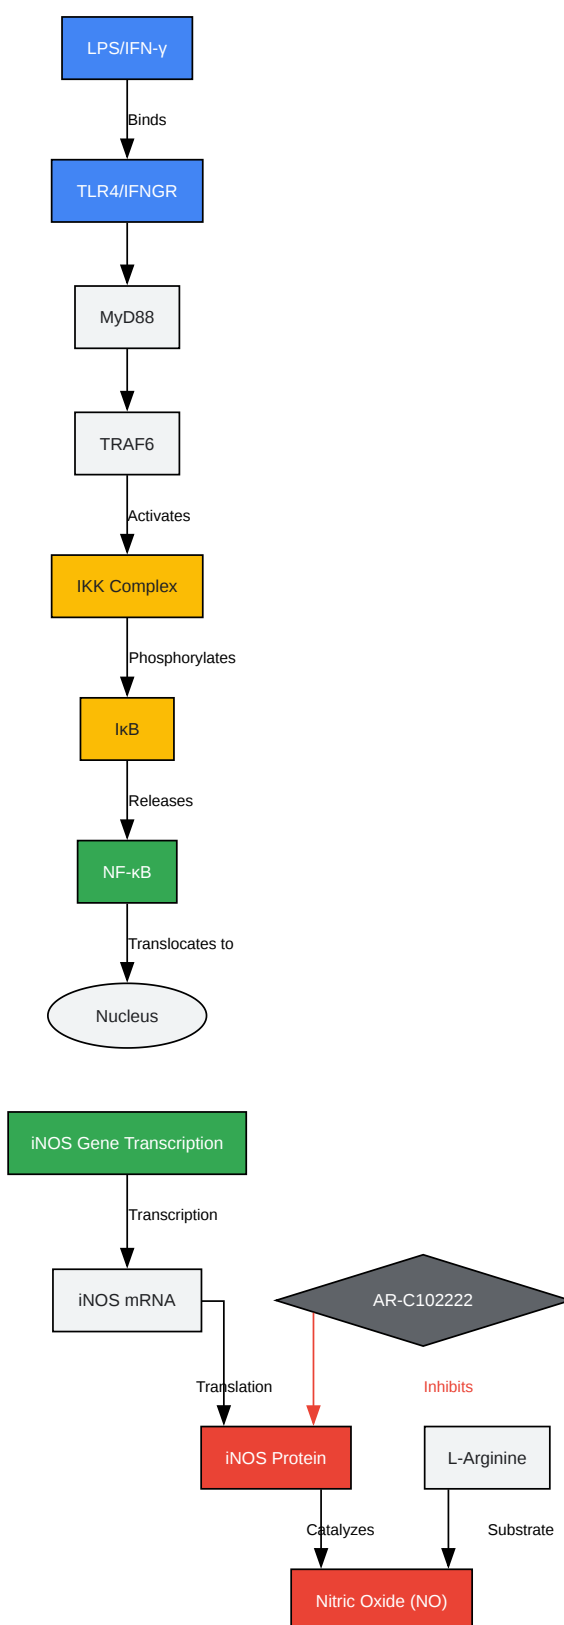 LPS/IFN-γ
Binds
TLR4/IFNGR
MyD88
TRAF6
Activates
IKK Complex
Phosphorylates
IκB
Releases
NF-κB
Translocates to
Nucleus
iNOS Gene Transcription
Transcription
iNOS mRNA
AR-C102222
Translation
Inhibits
iNOS Protein
L-Arginine
Catalyzes
Substrate
Nitric Oxide (NO)